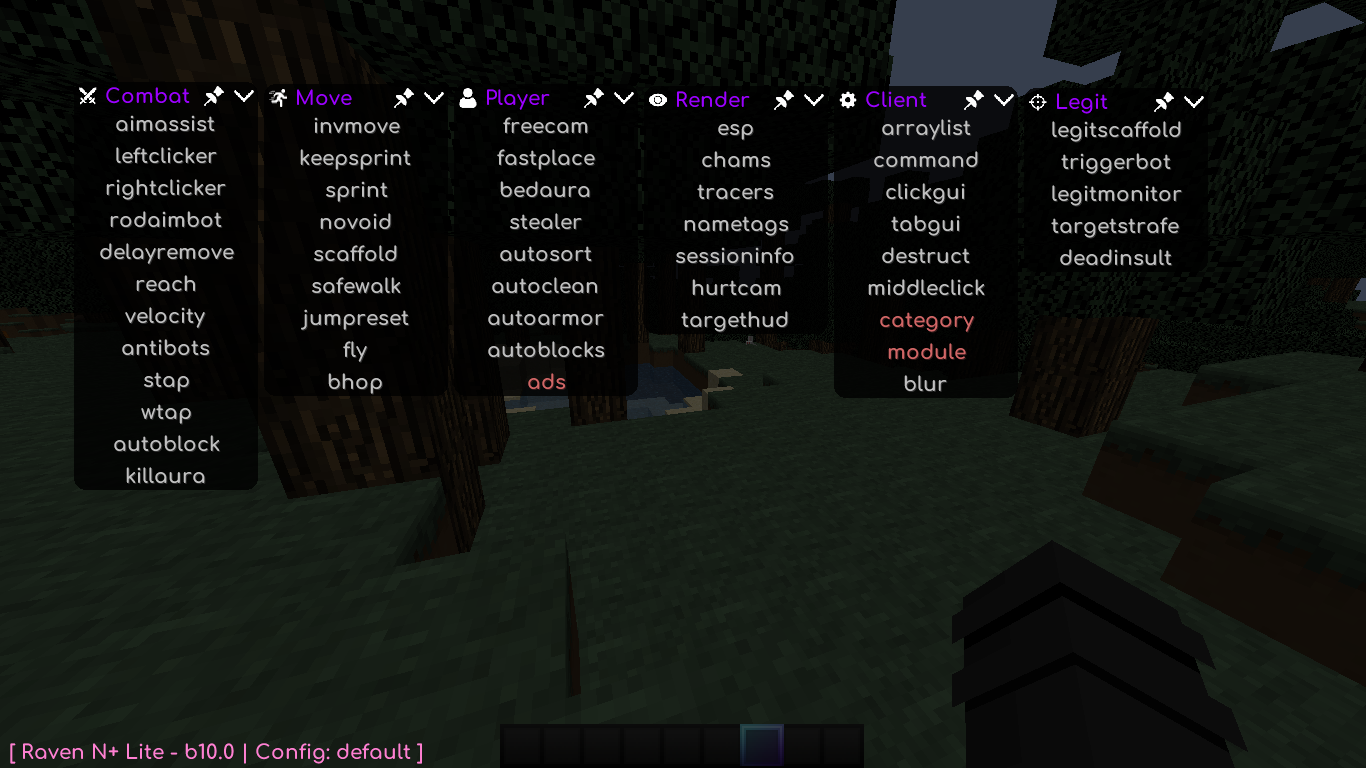 Combat
aimassist
leftclicker
rightclicker
rodaimbot
delayremove
reach
velocity
antibots
stap
wtap
autoblock
killaura
Move
invmove
keepsprint
sprint
novoid
scaffold
safewalk
jumpreset
fly
bhop
Player
freecam
fastplace
bedaura
stealer
autosort
autoclean
autoarmor
autoblocks
ads
Render
esp
chams
tracers
nametags
sessioninfo
hurtcam
targethud
Client
arraylist
command
clickgui
tabgui
destruct
middleclick
category
module
blur
Legit
legitscaffold
triggerbot
legitmonitor
targetstrafe
deadinsult
[ Raven N+ Lite - b10.0 | Config: default ]